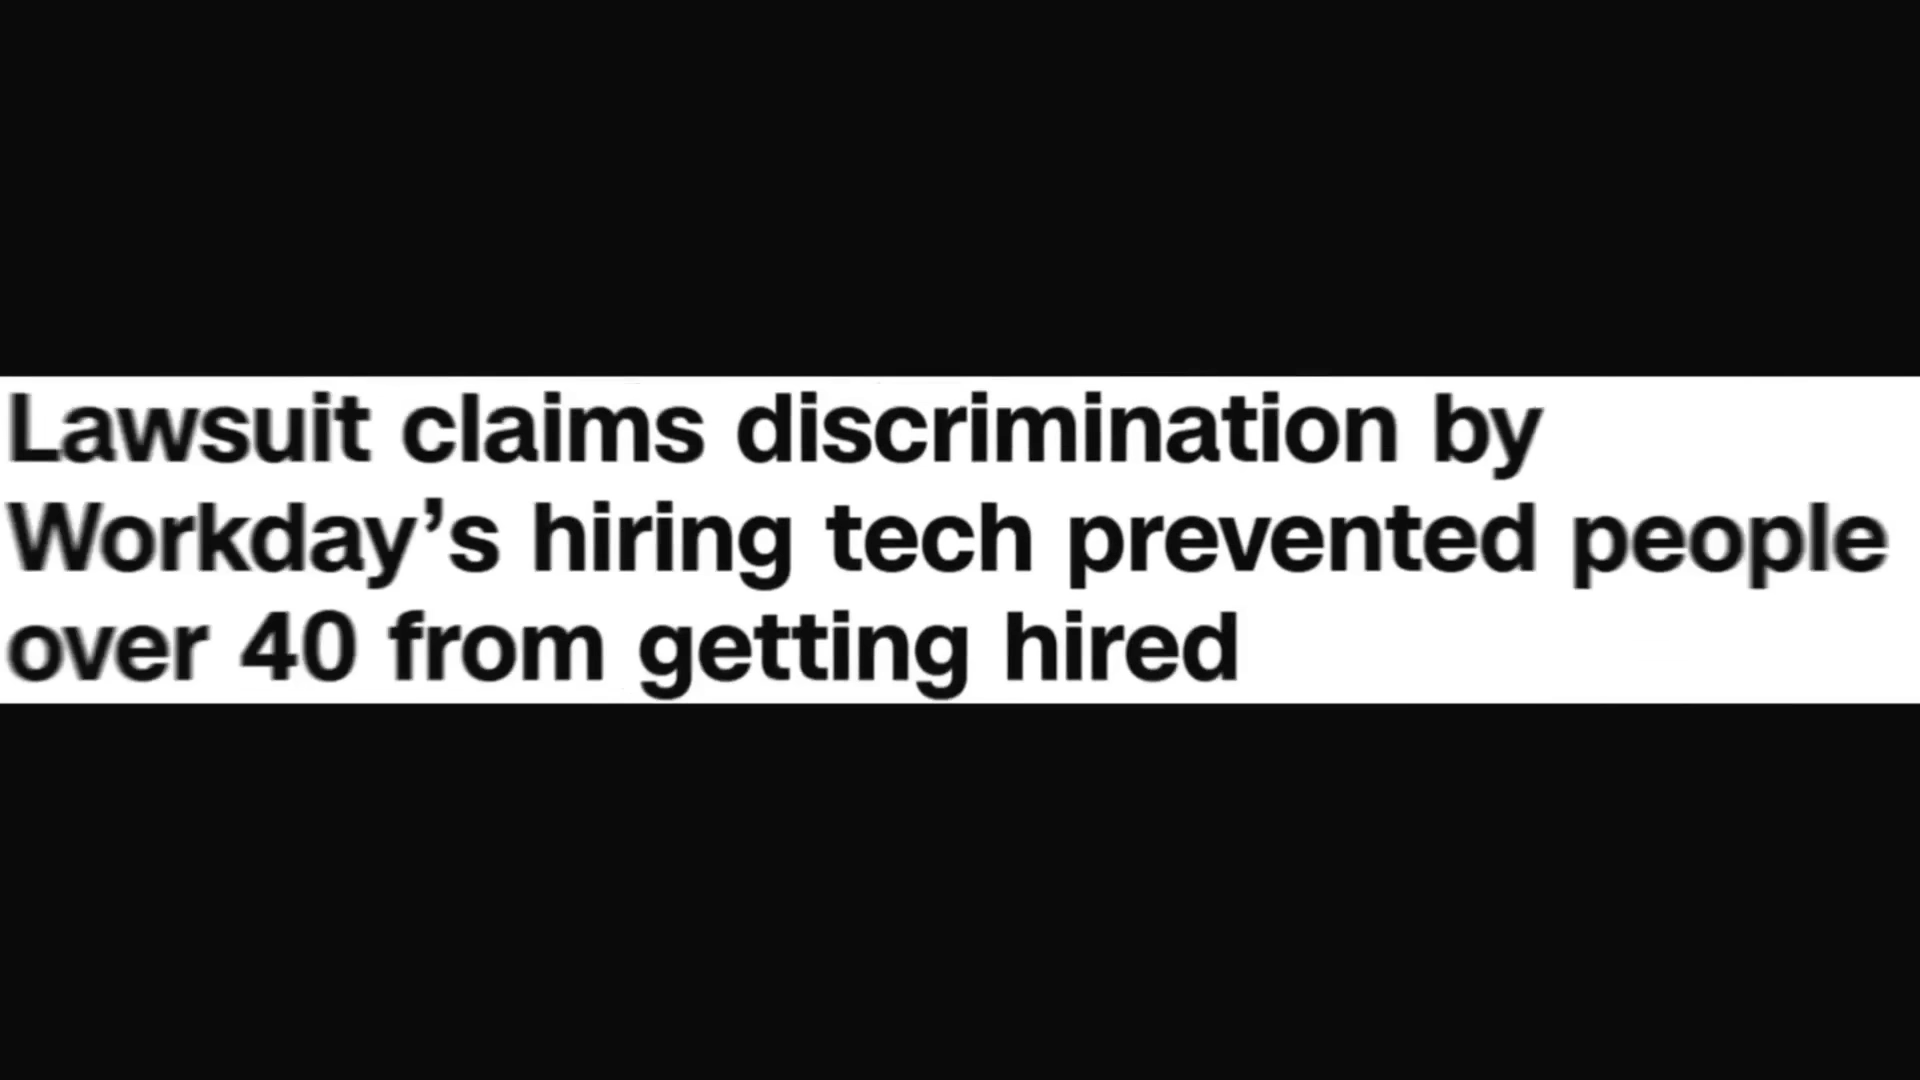 Lawsuit claims discrimination by
Workday’s hiring tech prevented people
over 40 from getting hired